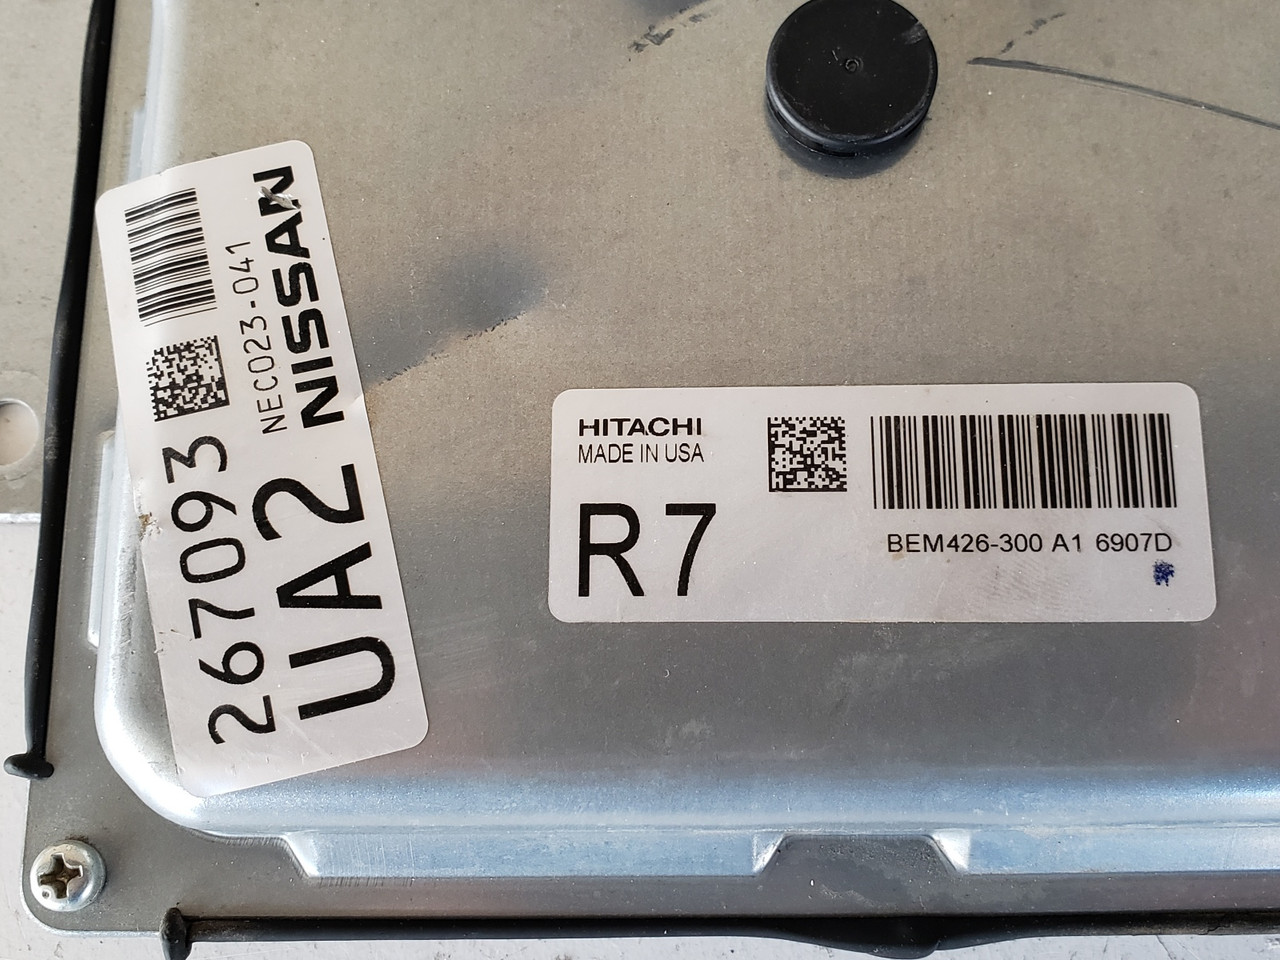 NISSAN
NEC023-041
UA2
267093
HITACHI
MADE IN USA
R7
BEM426-300 A1 6907D